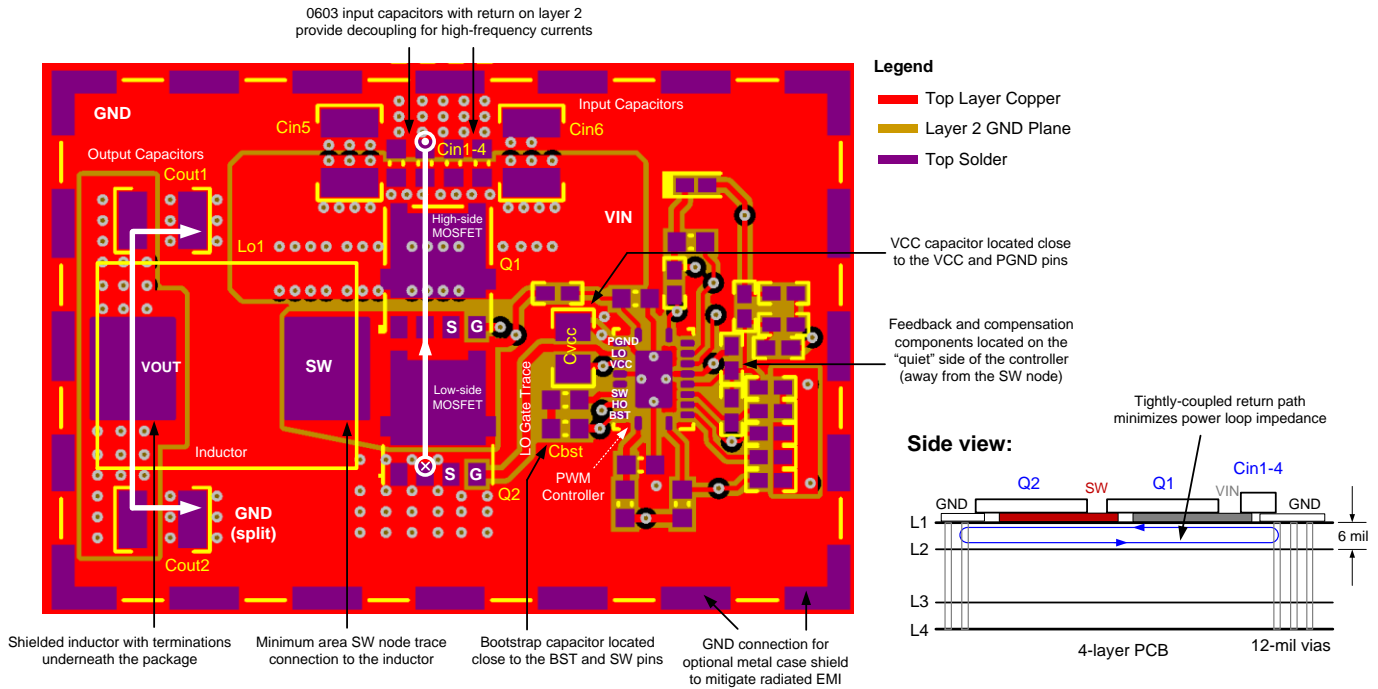 0603 input capacitors with return on layer 2
provide decoupling for high-frequency currents
GND
Input Capacitors
Cin5
Cin6
Cin1-4
Output Capacitors
Cout1
High-side
MOSFET
VIN
Lo1
Q1
S G
Cvcc
PGND
LO
VCC
VOUT
SW
Low-side
MOSFET
LO Gate Trace
SW
HO
BST
Inductor
Cbst
S G
Q2
PWM
Controller
GND
(split)
Cout2
Shielded inductor with terminations
underneath the package
Minimum area SW node trace
connection to the inductor
Bootstrap capacitor located
close to the BST and SW pins
GND connection for
optional metal case shield
to mitigate radiated EMI
Legend
Top Layer Copper
Layer 2 GND Plane
Top Solder
VCC capacitor located close
to the VCC and PGND pins
Feedback and compensation
components located on the
“quiet” side of the controller
(away from the SW node)
Tightly-coupled return path
minimizes power loop impedance
Side view:
Cin1-4
Q2
Q1
GND
SW
VIN
GND
L1
6 mil
L2
L3
L4
4-layer PCB
12-mil vias